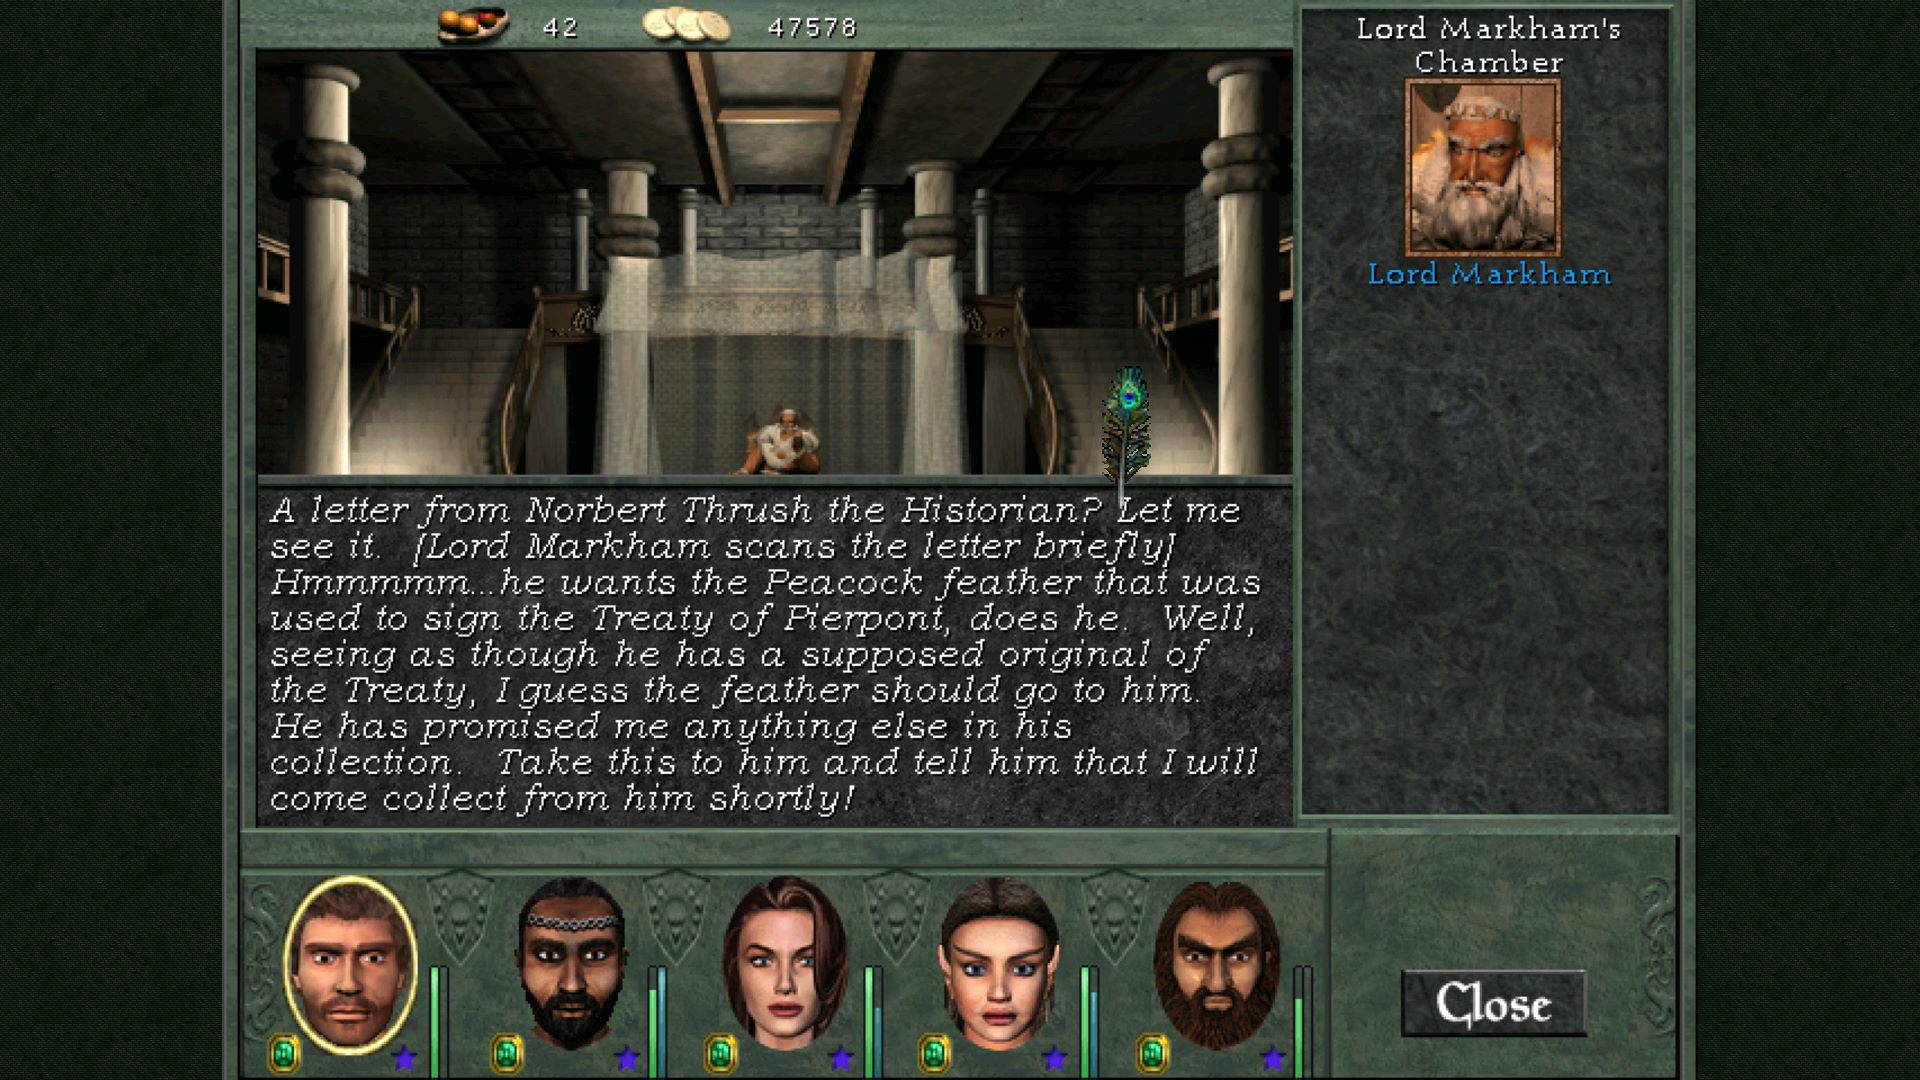 42
47578
Lord Markham's
Chamber
Lord Markham
A letter from Norbert Thrush the Historian? Let me
see it.  [Lord Markham scans the letter briefly]
Hmmmmm...he wants the Peacock feather that was
used to sign the Treaty of Pierpont, does he.  Well,
seeing as though he has a supposed original of
the Treaty, I guess the feather should go to him.
He has promised me anything else in his
collection.  Take this to him and tell him that I will
come collect from him shortly!
Close